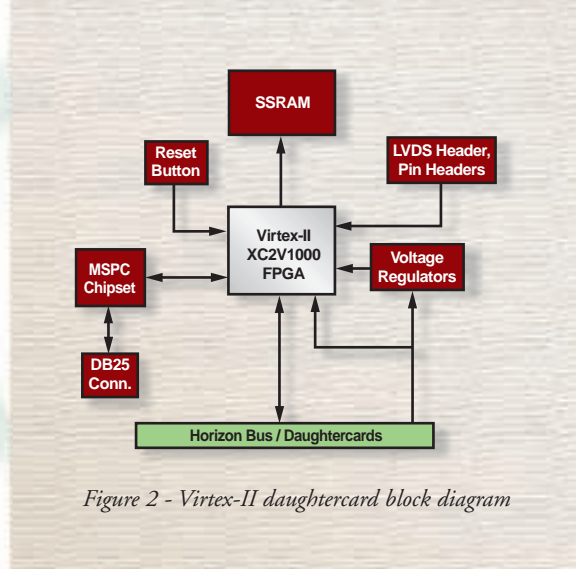 SSRAM
Reset
Button
LVDS Header,
Pin Headers
Virtex-II
XC2V1000
FPGA
MSPC
Chipset
Voltage
Regulators
DB25
Conn.
Horizon Bus / Daughtercards
Figure 2 - Virtex-II daughtercard block diagram